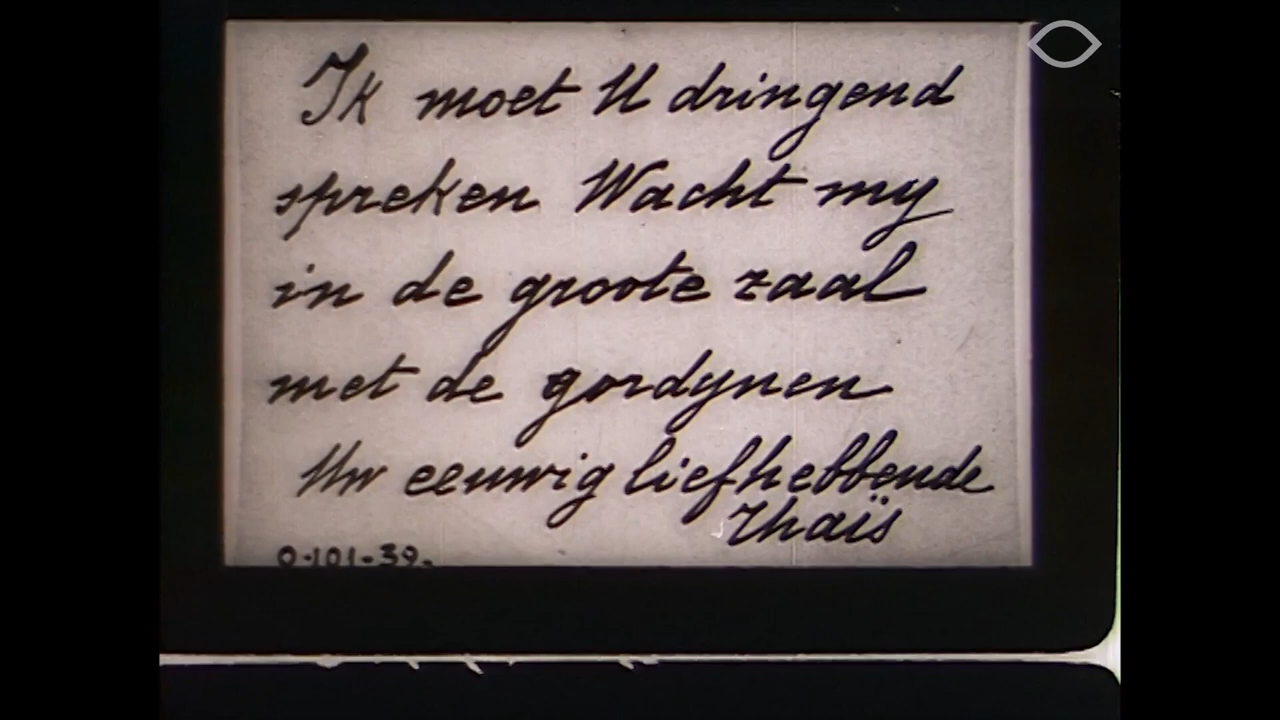 Ik moet U dringend
spreken Wacht my
in de groote zaal
met de gordynen
Uw eeuwig liefhebbende
Thaïs
0-101-39-